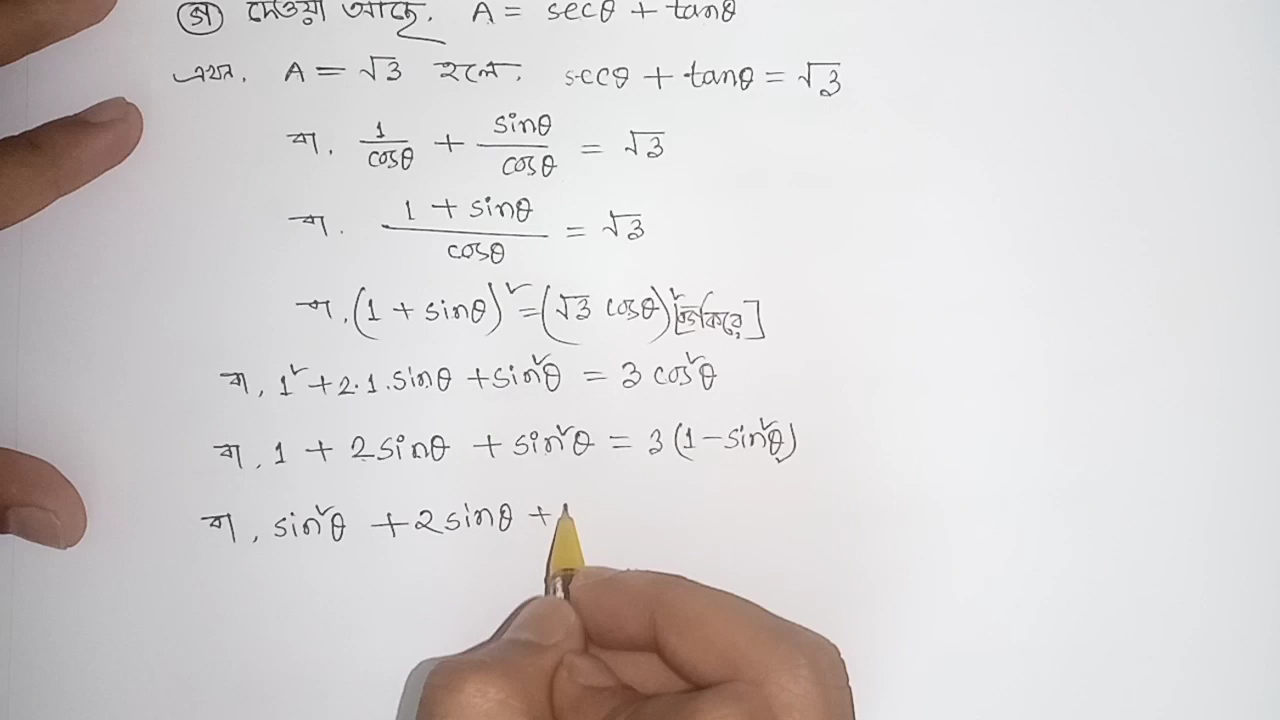 গ দেওয়া আছে, A = secθ + tanθ
এখন, A = √3 হলে, secθ + tanθ = √3
বা, 1/cosθ + sinθ/cosθ = √3
বা, (1 + sinθ)/cosθ = √3
বা, (1 + sinθ)² = (√3 cosθ)² [বর্গ করে]
বা, 1² + 2.1.sinθ + sin²θ = 3 cos²θ
বা, 1 + 2sinθ + sin²θ = 3(1 - sin²θ)
বা, sin²θ + 2sinθ +